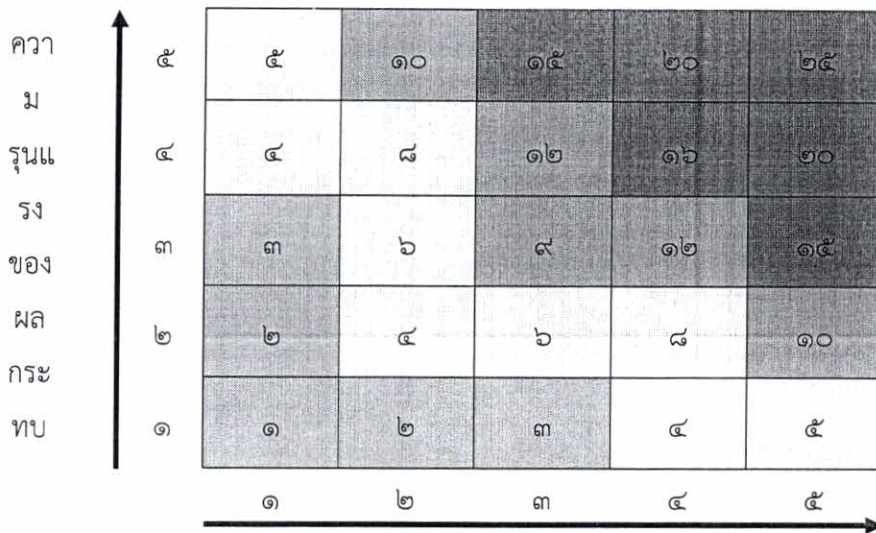 ความรุนแรงของผลกระทบ
๕ ๕ ๑๐ ๑๕ ๒๐ ๒๕
๔ ๔ ๘ ๑๒ ๑๖ ๒๐
๓ ๓ ๖ ๙ ๑๒ ๑๕
๒ ๒ ๔ ๖ ๘ ๑๐
๑ ๑ ๒ ๓ ๔ ๕
๑ ๒ ๓ ๔ ๕